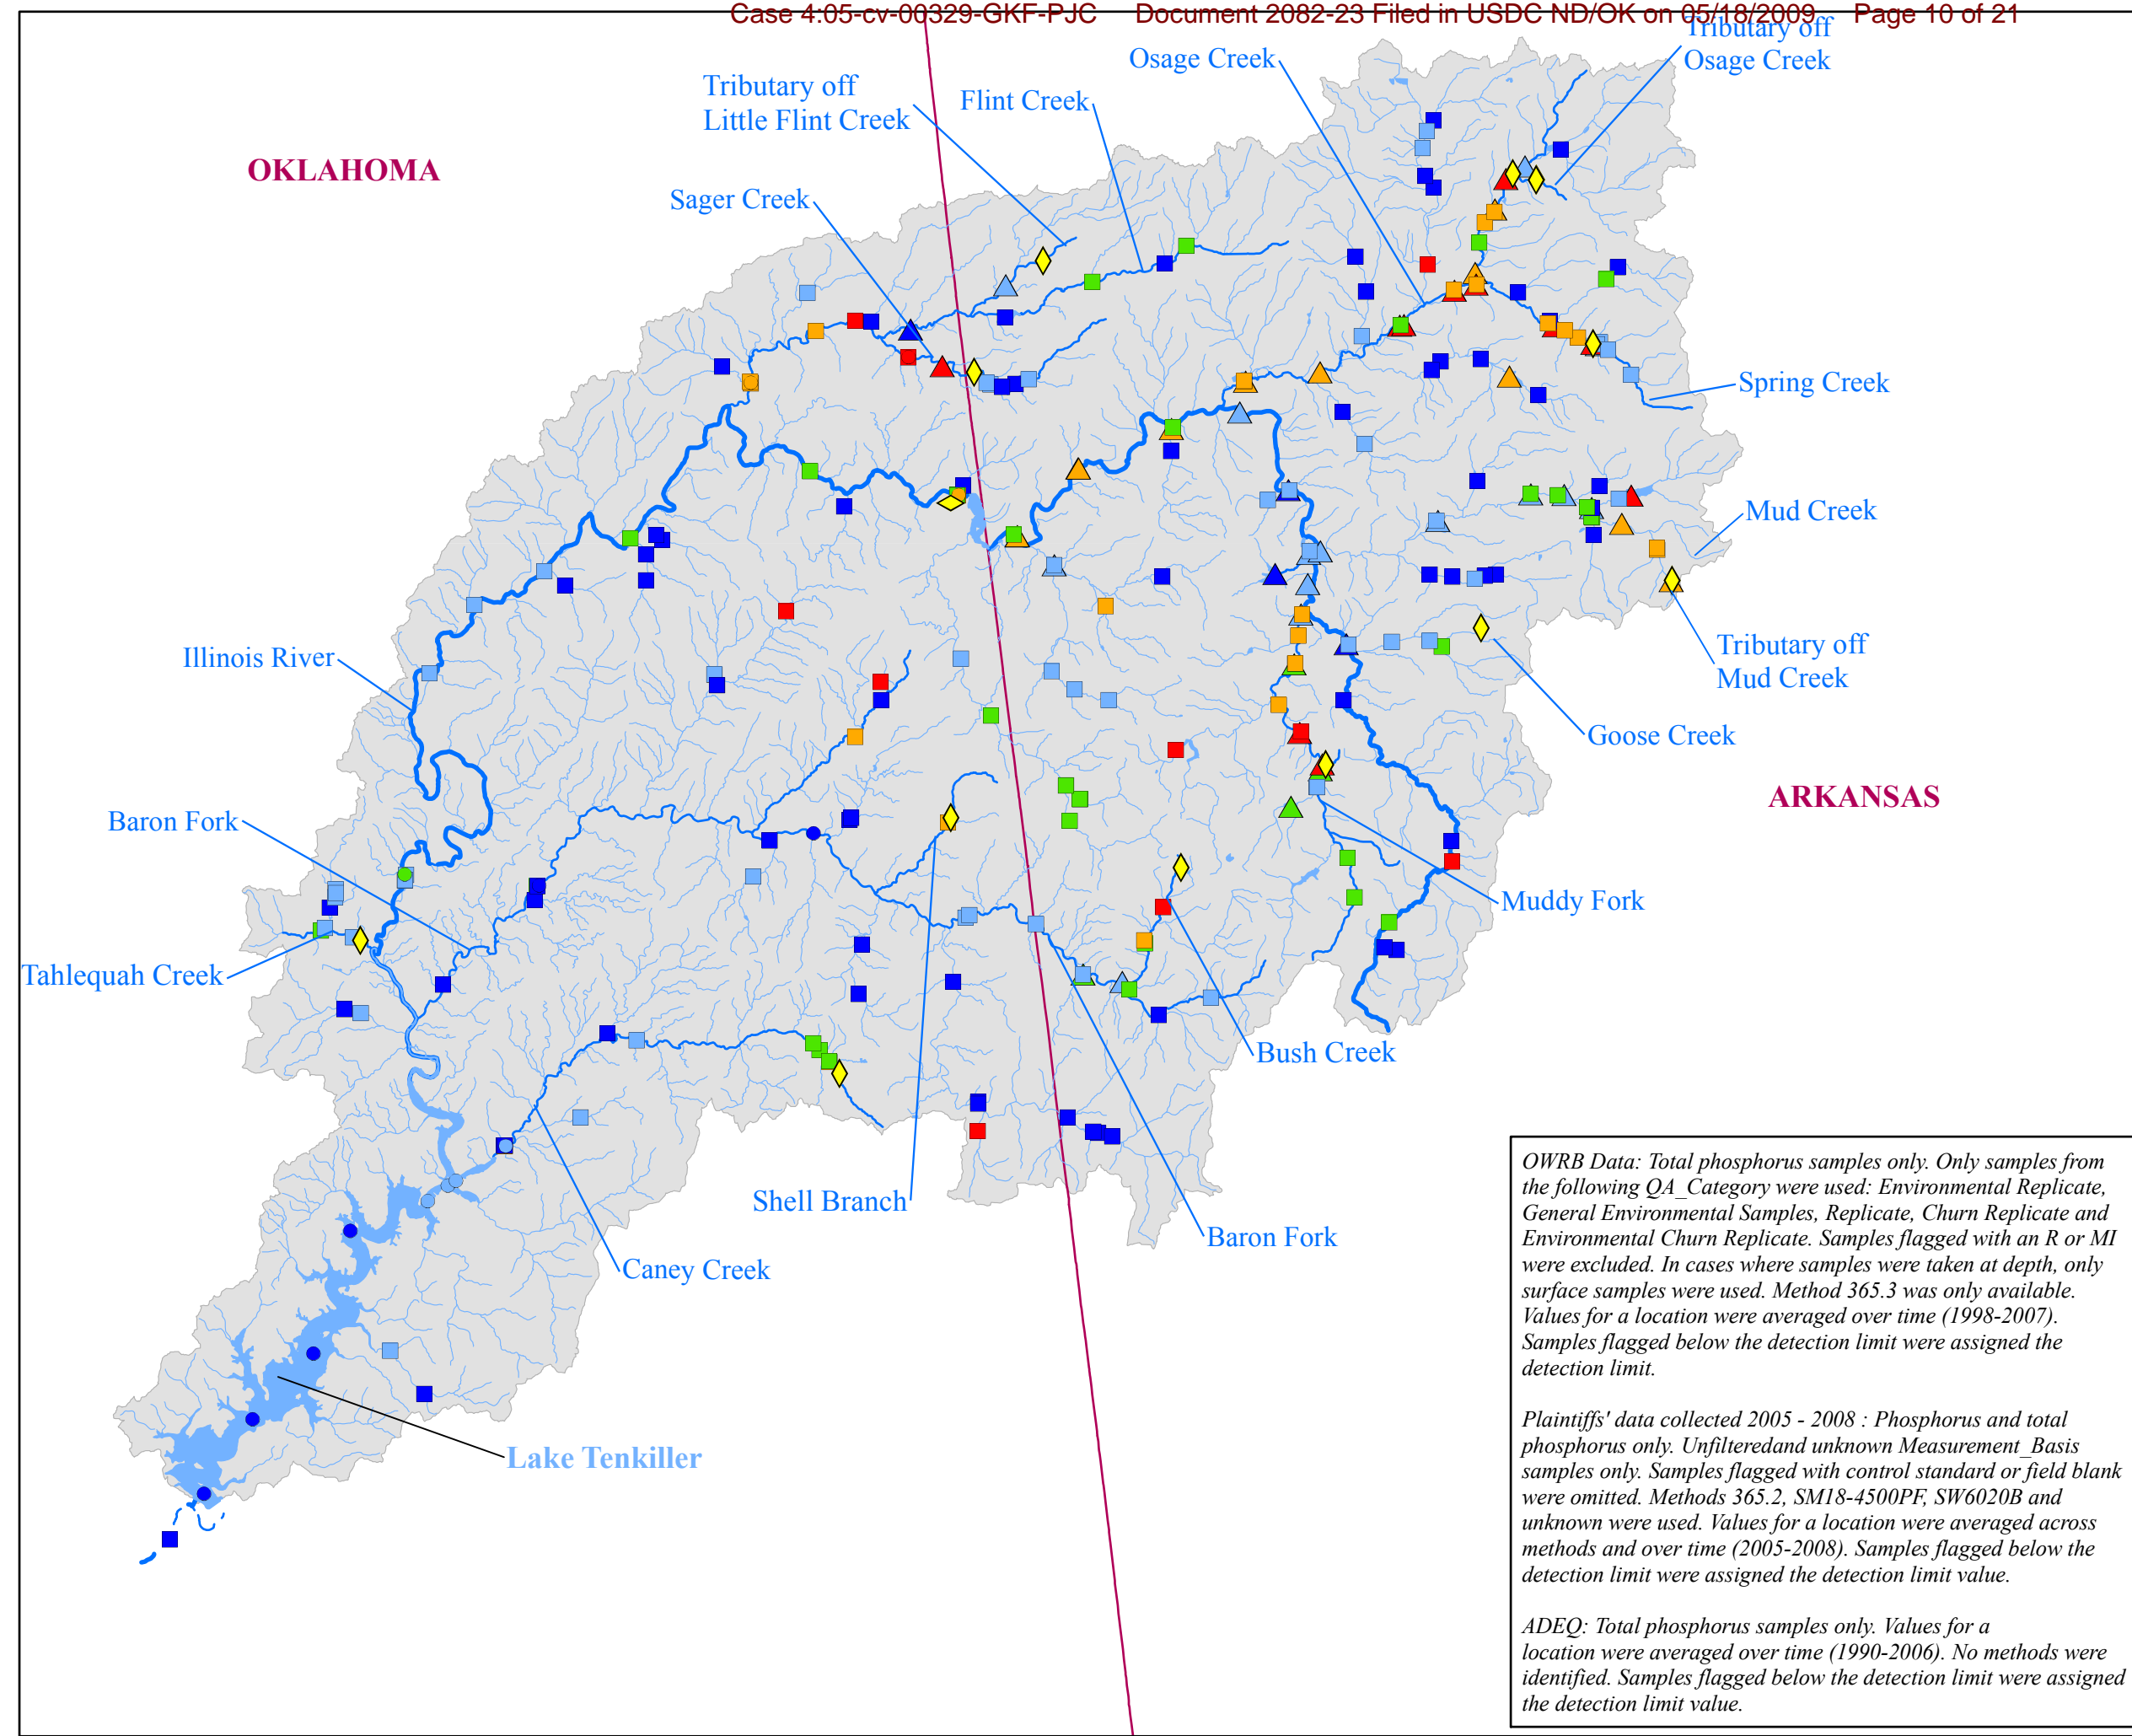 Case 4:05-cv-00329-GKF-PJC Document 2082-23 Filed in USDC ND/OK on 05/18/2009 Page 10 of 21
Tributary off
Osage Creek
Osage Creek
Tributary off
Little Flint Creek
Flint Creek
OKLAHOMA
Sager Creek
Spring Creek
Mud Creek
Illinois River
Tributary off
Mud Creek
Goose Creek
ARKANSAS
Baron Fork
Muddy Fork
Tahlequah Creek
Bush Creek
Shell Branch
Baron Fork
Caney Creek
Lake Tenkiller
OWRB Data: Total phosphorus samples only. Only samples from
the following QA_Category were used: Environmental Replicate,
General Environmental Samples, Replicate, Churn Replicate and
Environmental Churn Replicate. Samples flagged with an R or MI
were excluded. In cases where samples were taken at depth, only
surface samples were used. Method 365.3 was only available.
Values for a location were averaged over time (1998-2007).
Samples flagged below the detection limit were assigned the
detection limit.
Plaintiffs' data collected 2005 - 2008 : Phosphorus and total
phosphorus only. Unfilteredand unknown Measurement_Basis
samples only. Samples flagged with control standard or field blank
were omitted. Methods 365.2, SM18-4500PF, SW6020B and
unknown were used. Values for a location were averaged across
methods and over time (2005-2008). Samples flagged below the
detection limit were assigned the detection limit value.
ADEQ: Total phosphorus samples only. Values for a
location were averaged over time (1990-2006). No methods were
identified. Samples flagged below the detection limit were assigned
the detection limit value.